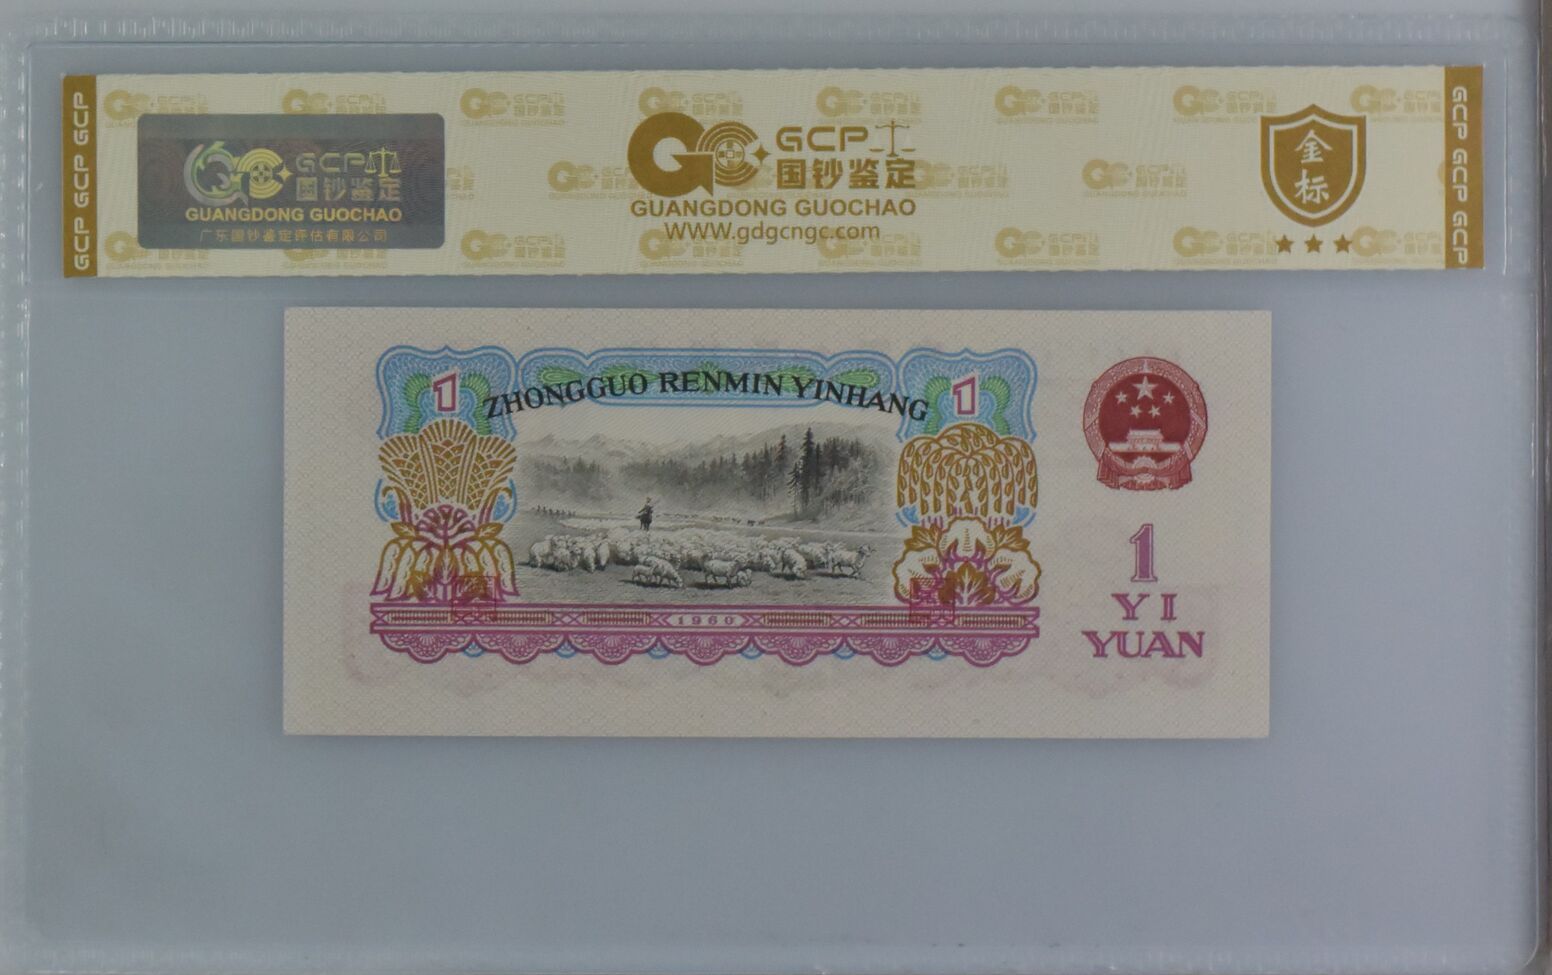 GCP GCP GCP GCP
GCP
国钞鉴定
GUANGDONG GUOCHAO
广东国钞鉴定评估有限公司
GCP
国钞鉴定
GUANGDONG GUOCHAO
WWW.gdgcngc.com
金
标
GCP GCP GCP GCP
1
ZHONGGUO RENMIN YINHANG
1
1960
1
YI
YUAN